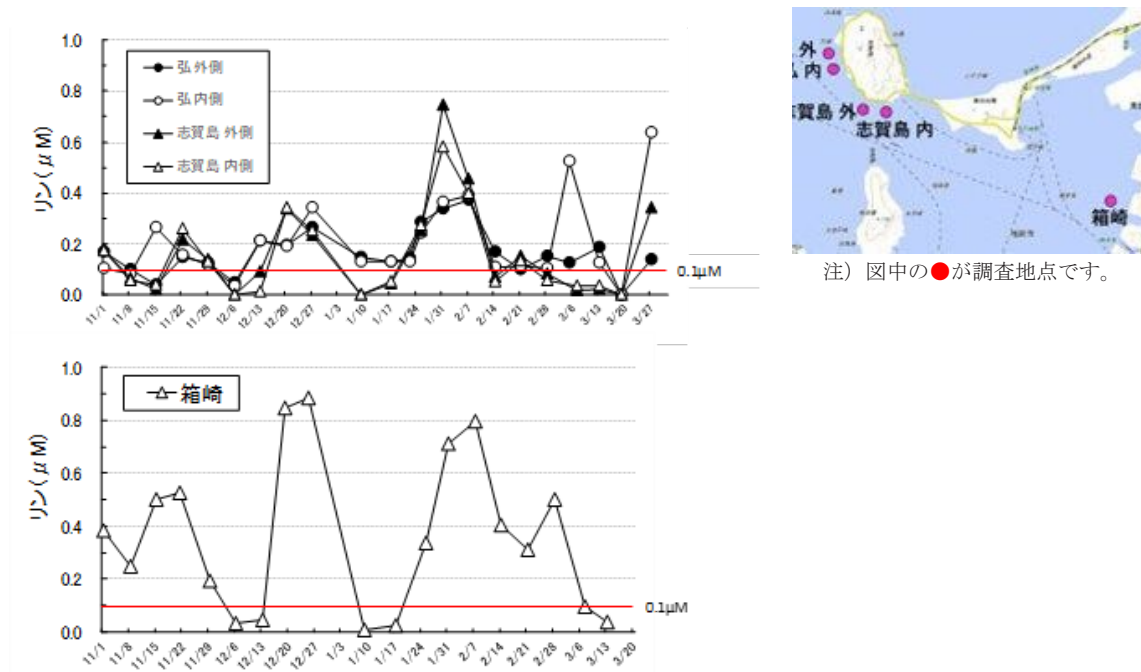 リン(μM)
1.0
0.8
0.6
0.4
0.2
0.0
弘 外側
弘 内側
志賀島 外側
志賀島 内側
0.1μM
11/1 11/8 11/15 11/22 11/29 12/6 12/13 12/20 12/27 1/3 1/10 1/17 1/24 1/31 2/7 2/14 2/21 2/28 3/6 3/13 3/20 3/27
外
弘 内
志賀島 外
志賀島 内
箱崎
注）図中の●が調査地点です。
リン(μM)
1.0
0.8
0.6
0.4
0.2
0.0
箱崎
0.1μM
11/1 11/8 11/15 11/22 11/29 12/6 12/13 12/20 12/27 1/3 1/10 1/17 1/24 1/31 2/7 2/14 2/21 2/28 3/6 3/13 3/20